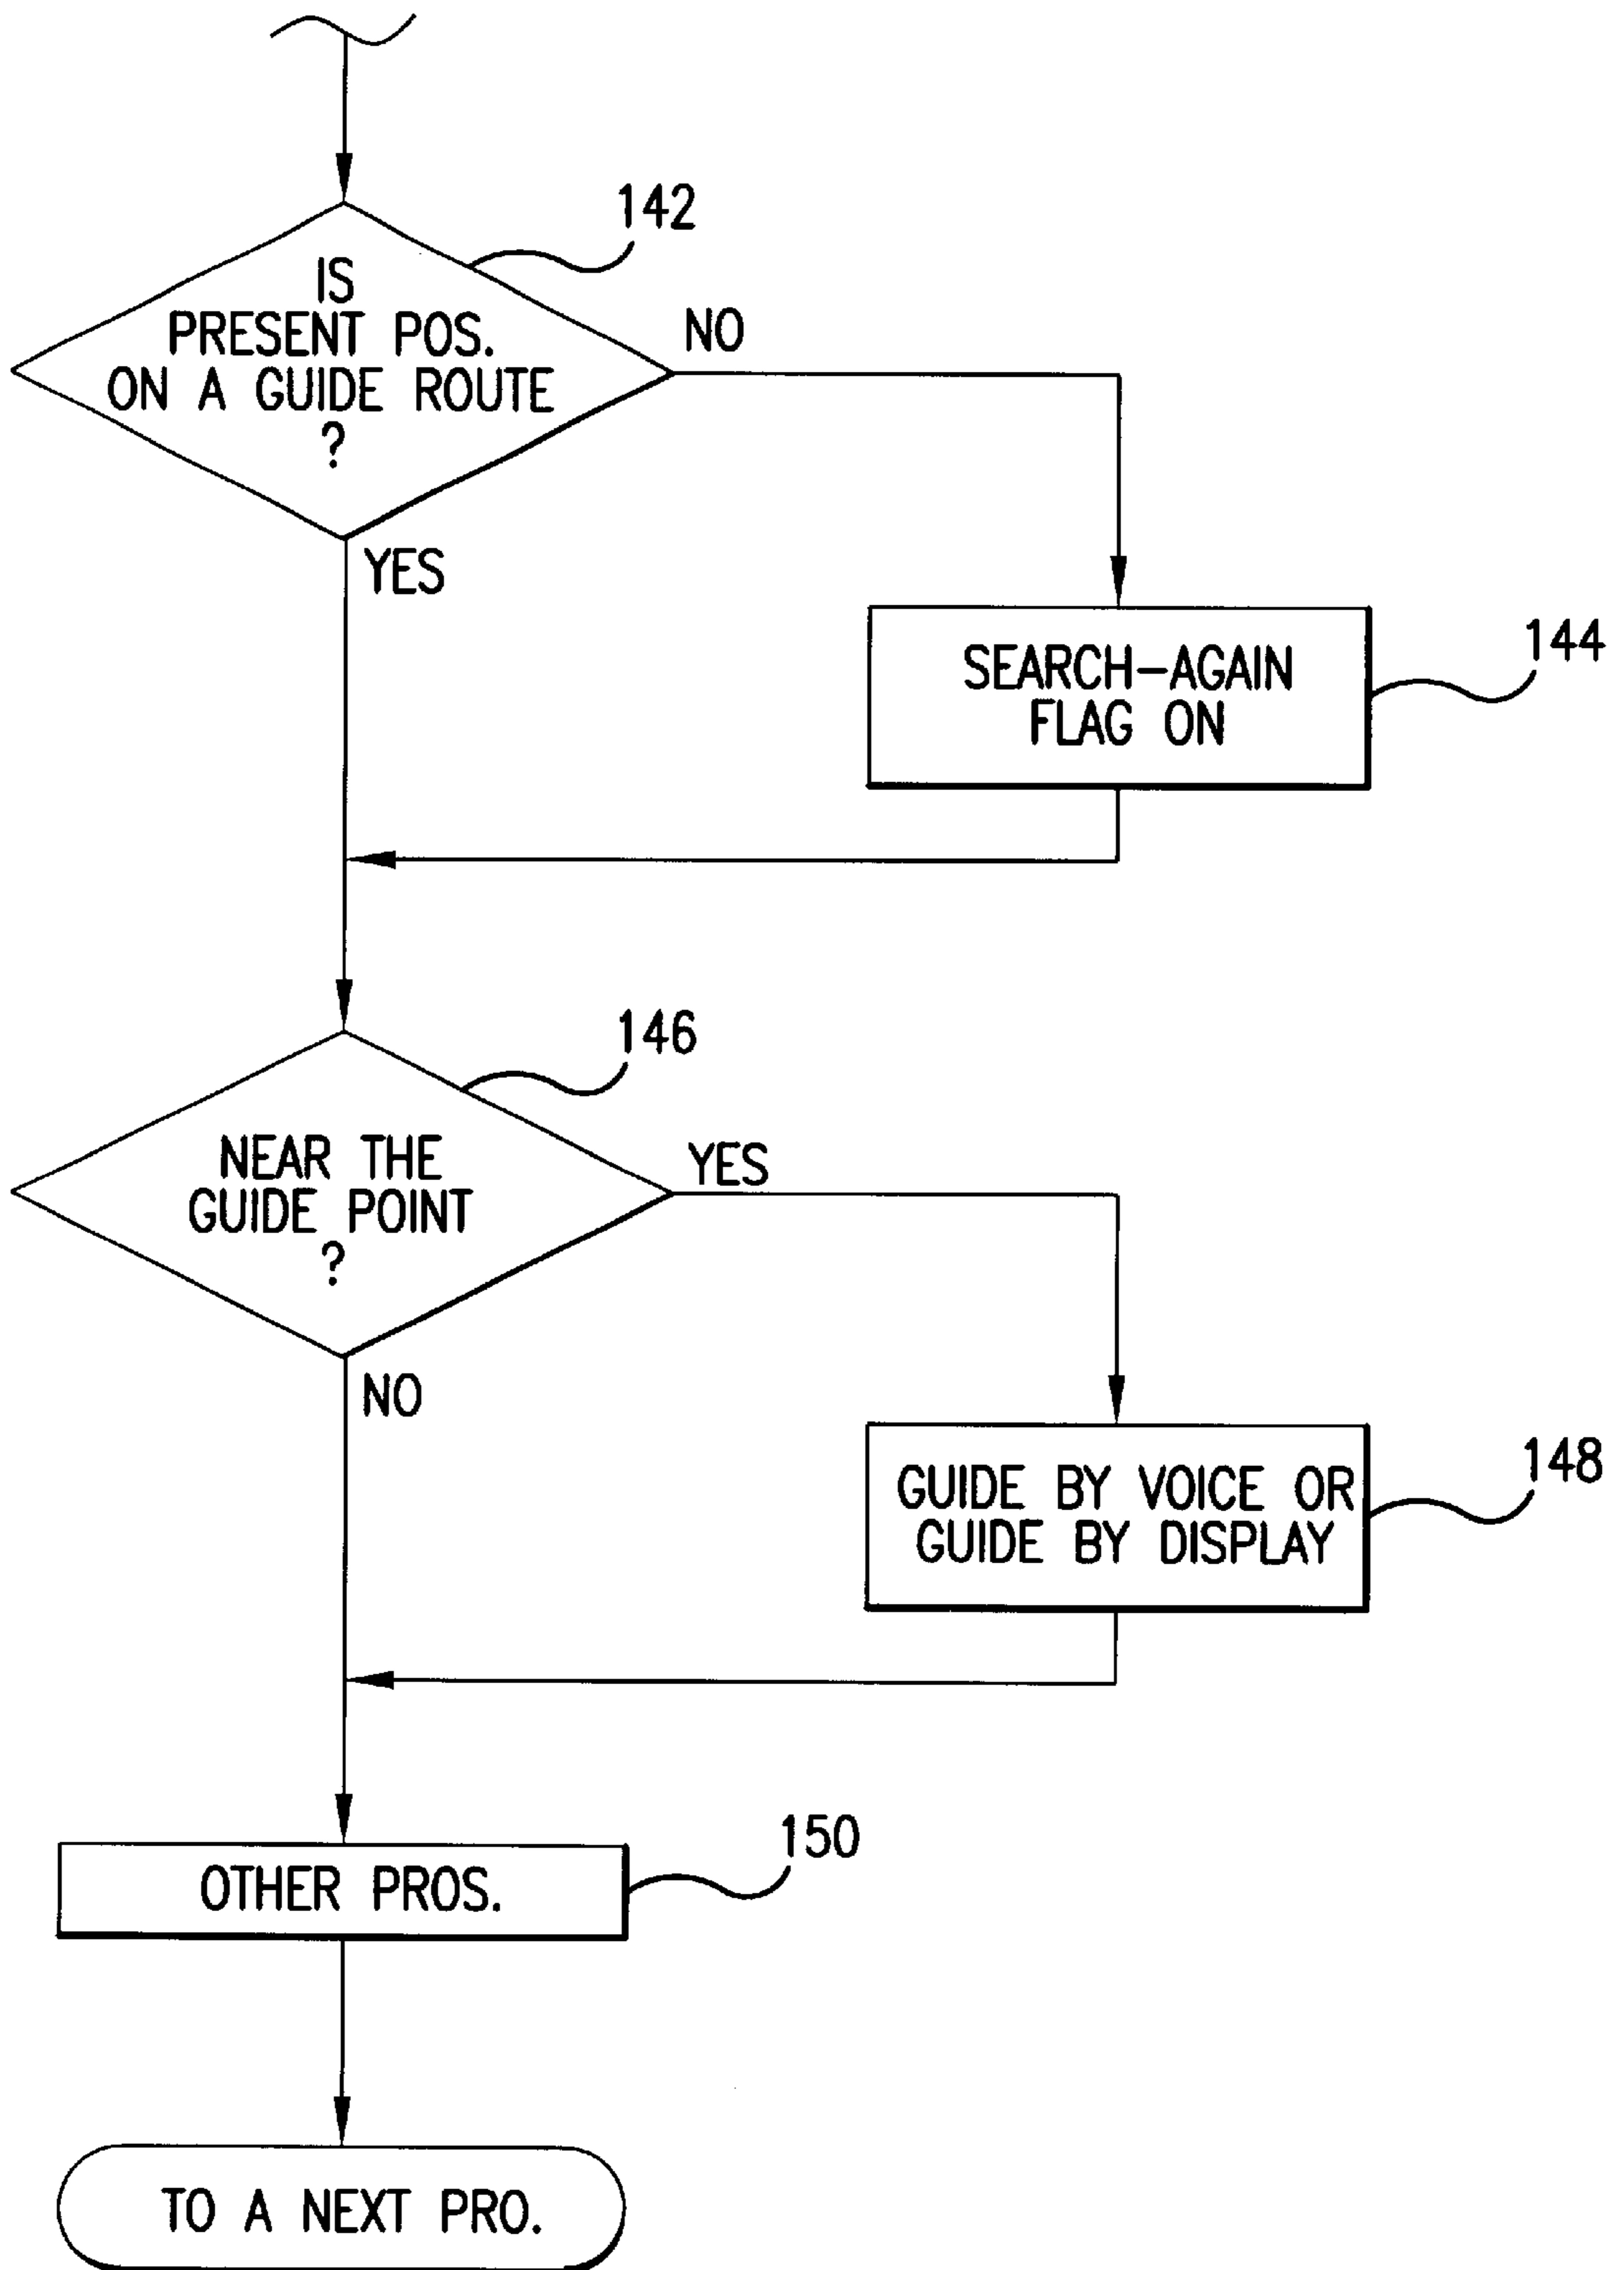 142
IS
PRESENT POS.
ON A GUIDE ROUTE
?
NO
YES
SEARCH-AGAIN
FLAG ON
144
146
NEAR THE
GUIDE POINT
?
YES
NO
GUIDE BY VOICE OR
GUIDE BY DISPLAY
148
150
OTHER PROS.
TO A NEXT PRO.